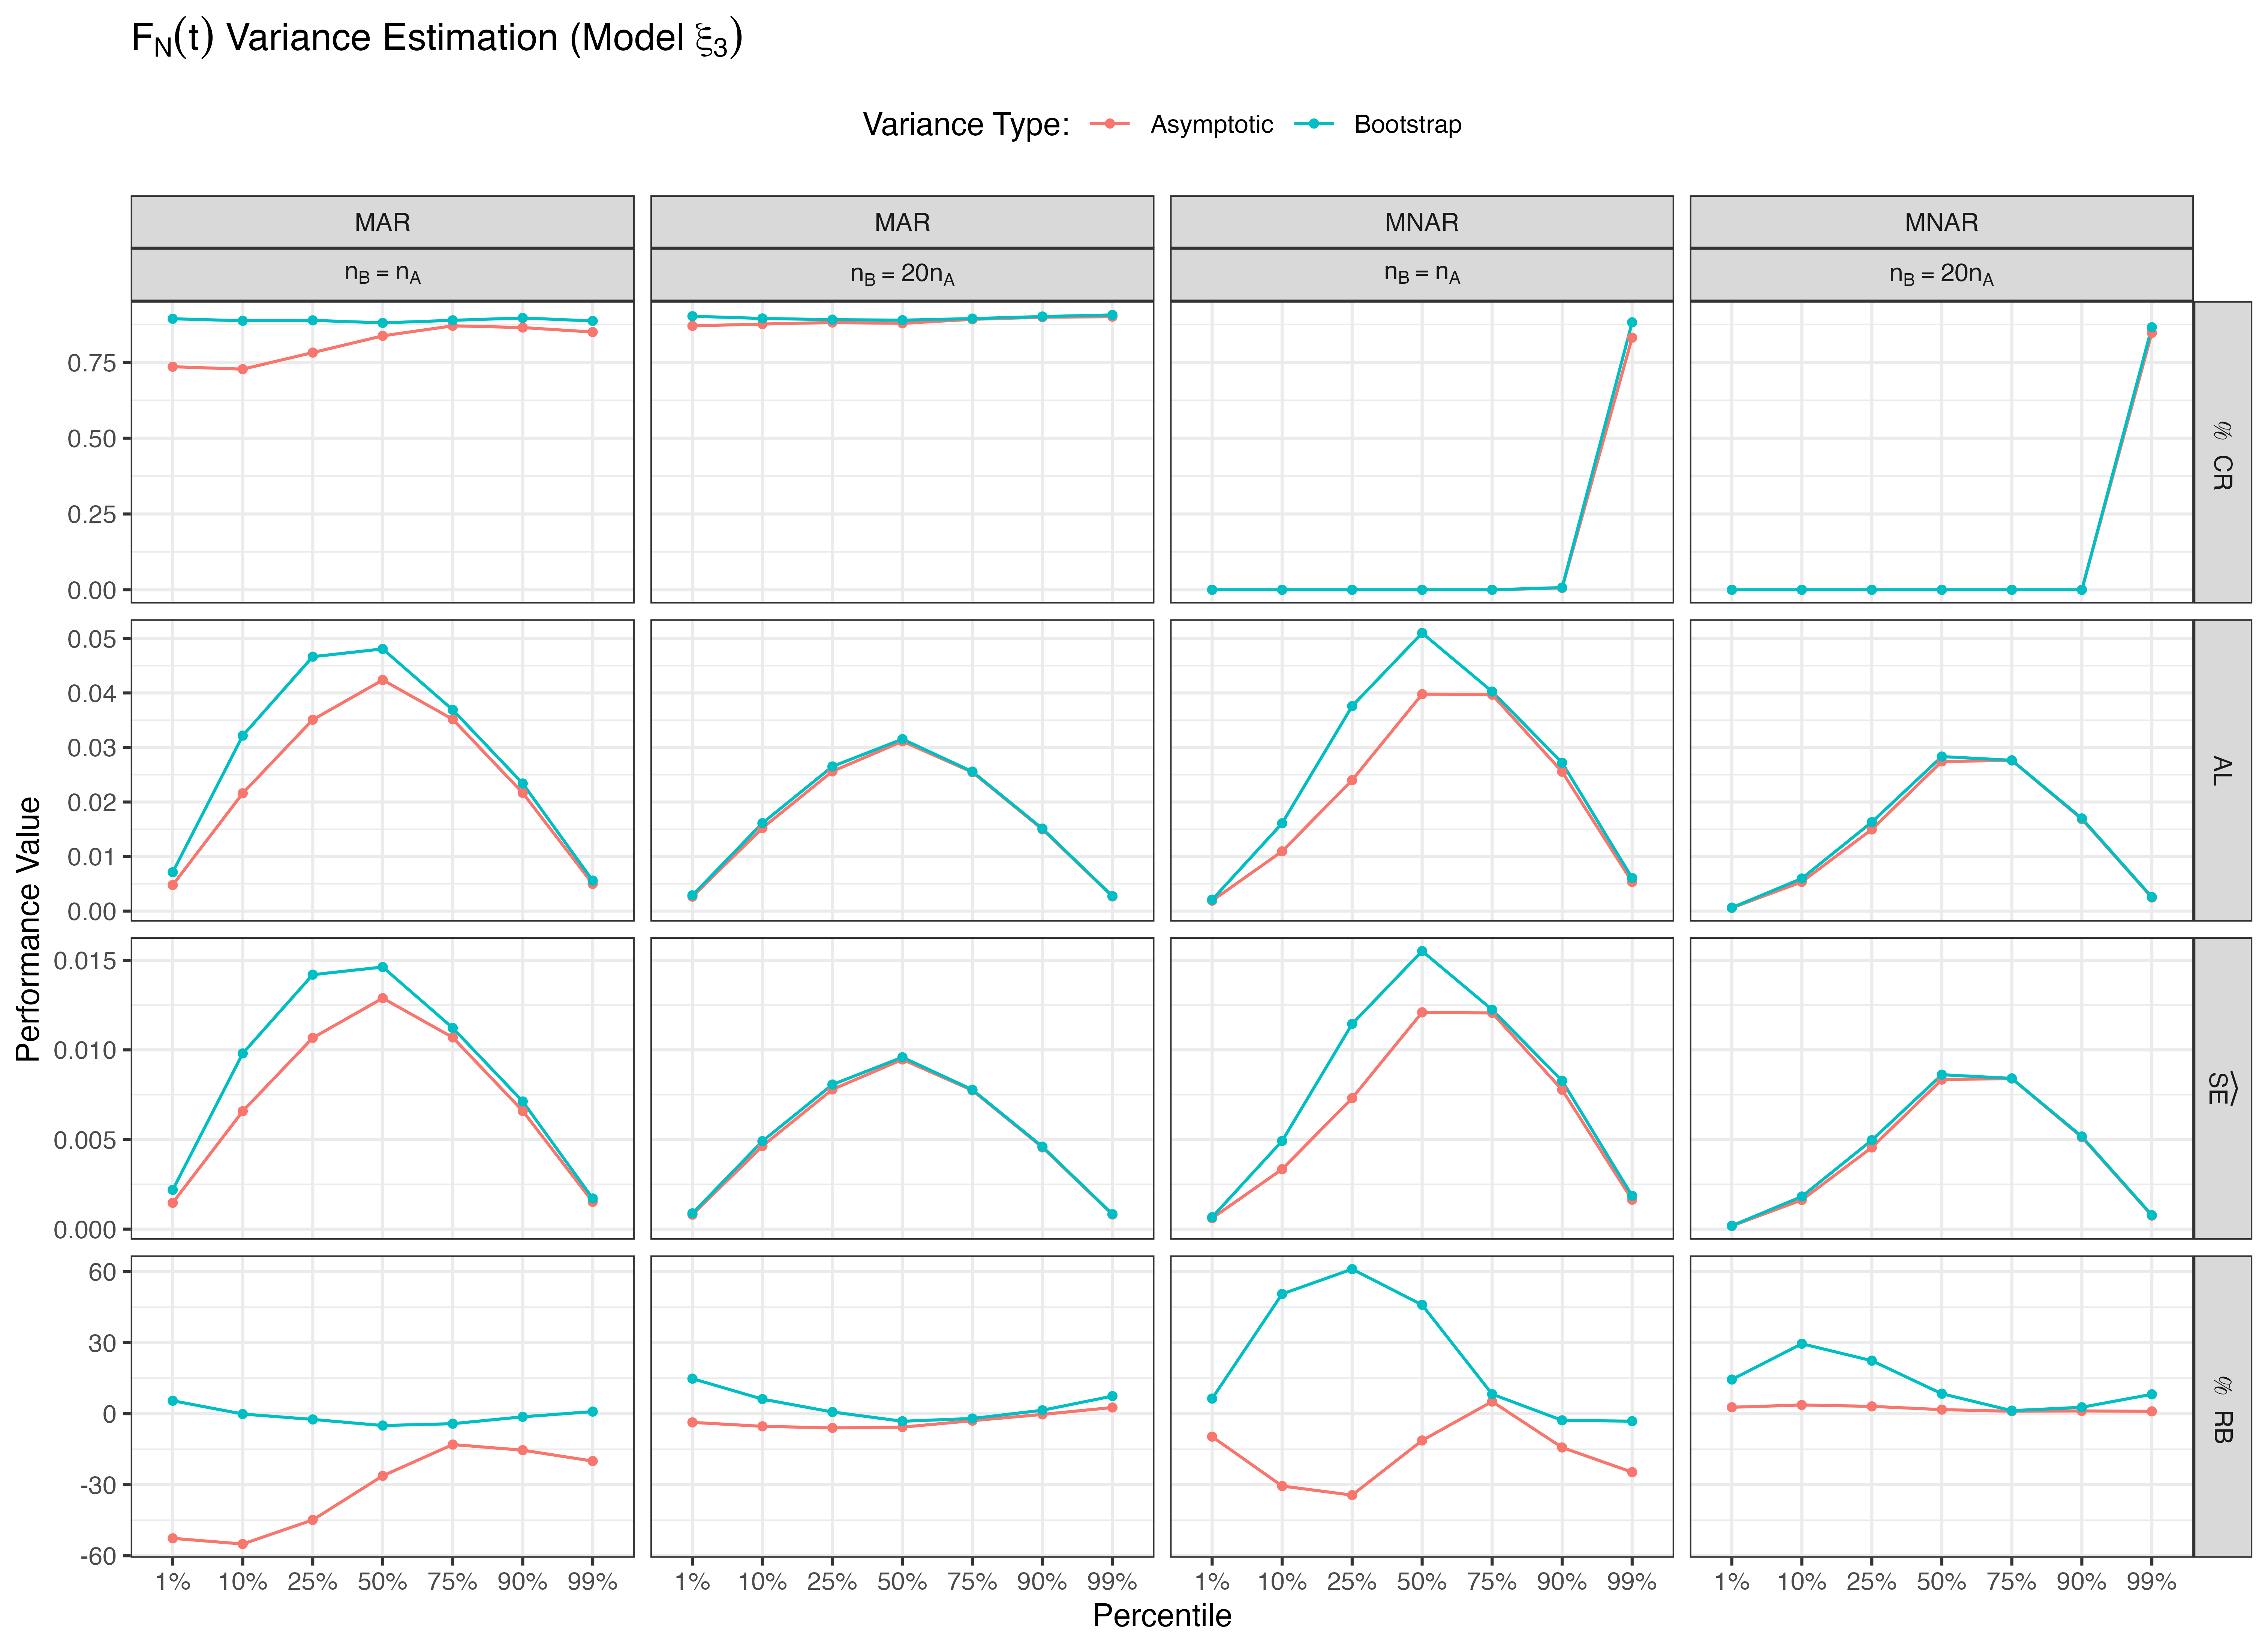 F_N(t) Variance Estimation (Model ξ_3)
Variance Type: Asymptotic Bootstrap
MAR MAR MNAR MNAR
n_B = n_A n_B = 20n_A n_B = n_A n_B = 20n_A
0.75
0.50
0.25
0.00
% CR
0.05
0.04
0.03
0.02
0.01
0.00
AL
0.015
0.010
0.005
0.000
\widehat{SE}
60
30
0
-30
-60
% RB
Performance Value
1% 10% 25% 50% 75% 90% 99% 1% 10% 25% 50% 75% 90% 99% 1% 10% 25% 50% 75% 90% 99% 1% 10% 25% 50% 75% 90% 99%
Percentile